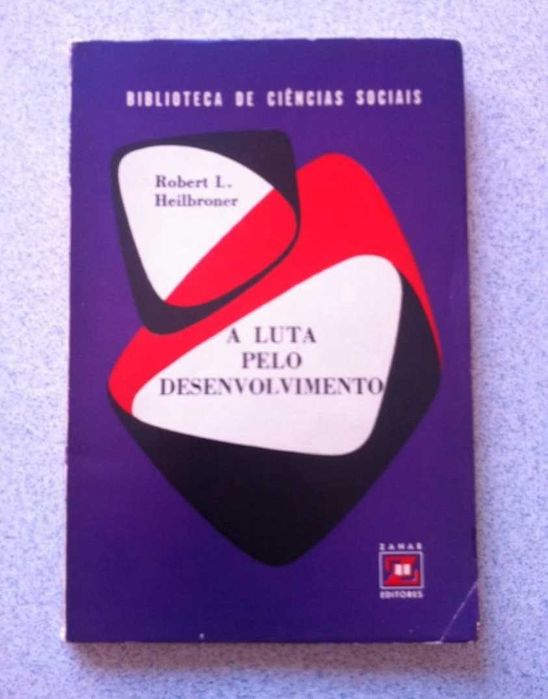 BIBLIOTECA DE CIÊNCIAS SOCIAIS
Robert L.
Heilbroner
A LUTA
PELO
DESENVOLVIMENTO
ZAHAR
EDITORES